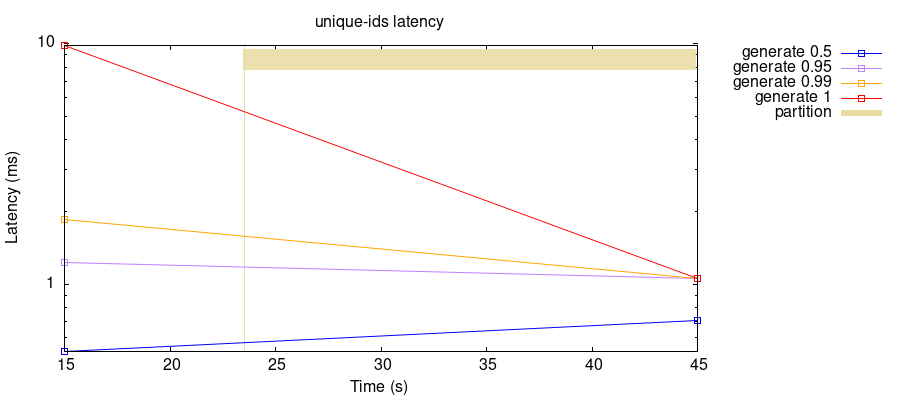 unique-ids latency
10
1
Latency (ms)
15 20 25 30 35 40 45
Time (s)
generate 0.5
generate 0.95
generate 0.99
generate 1
partition